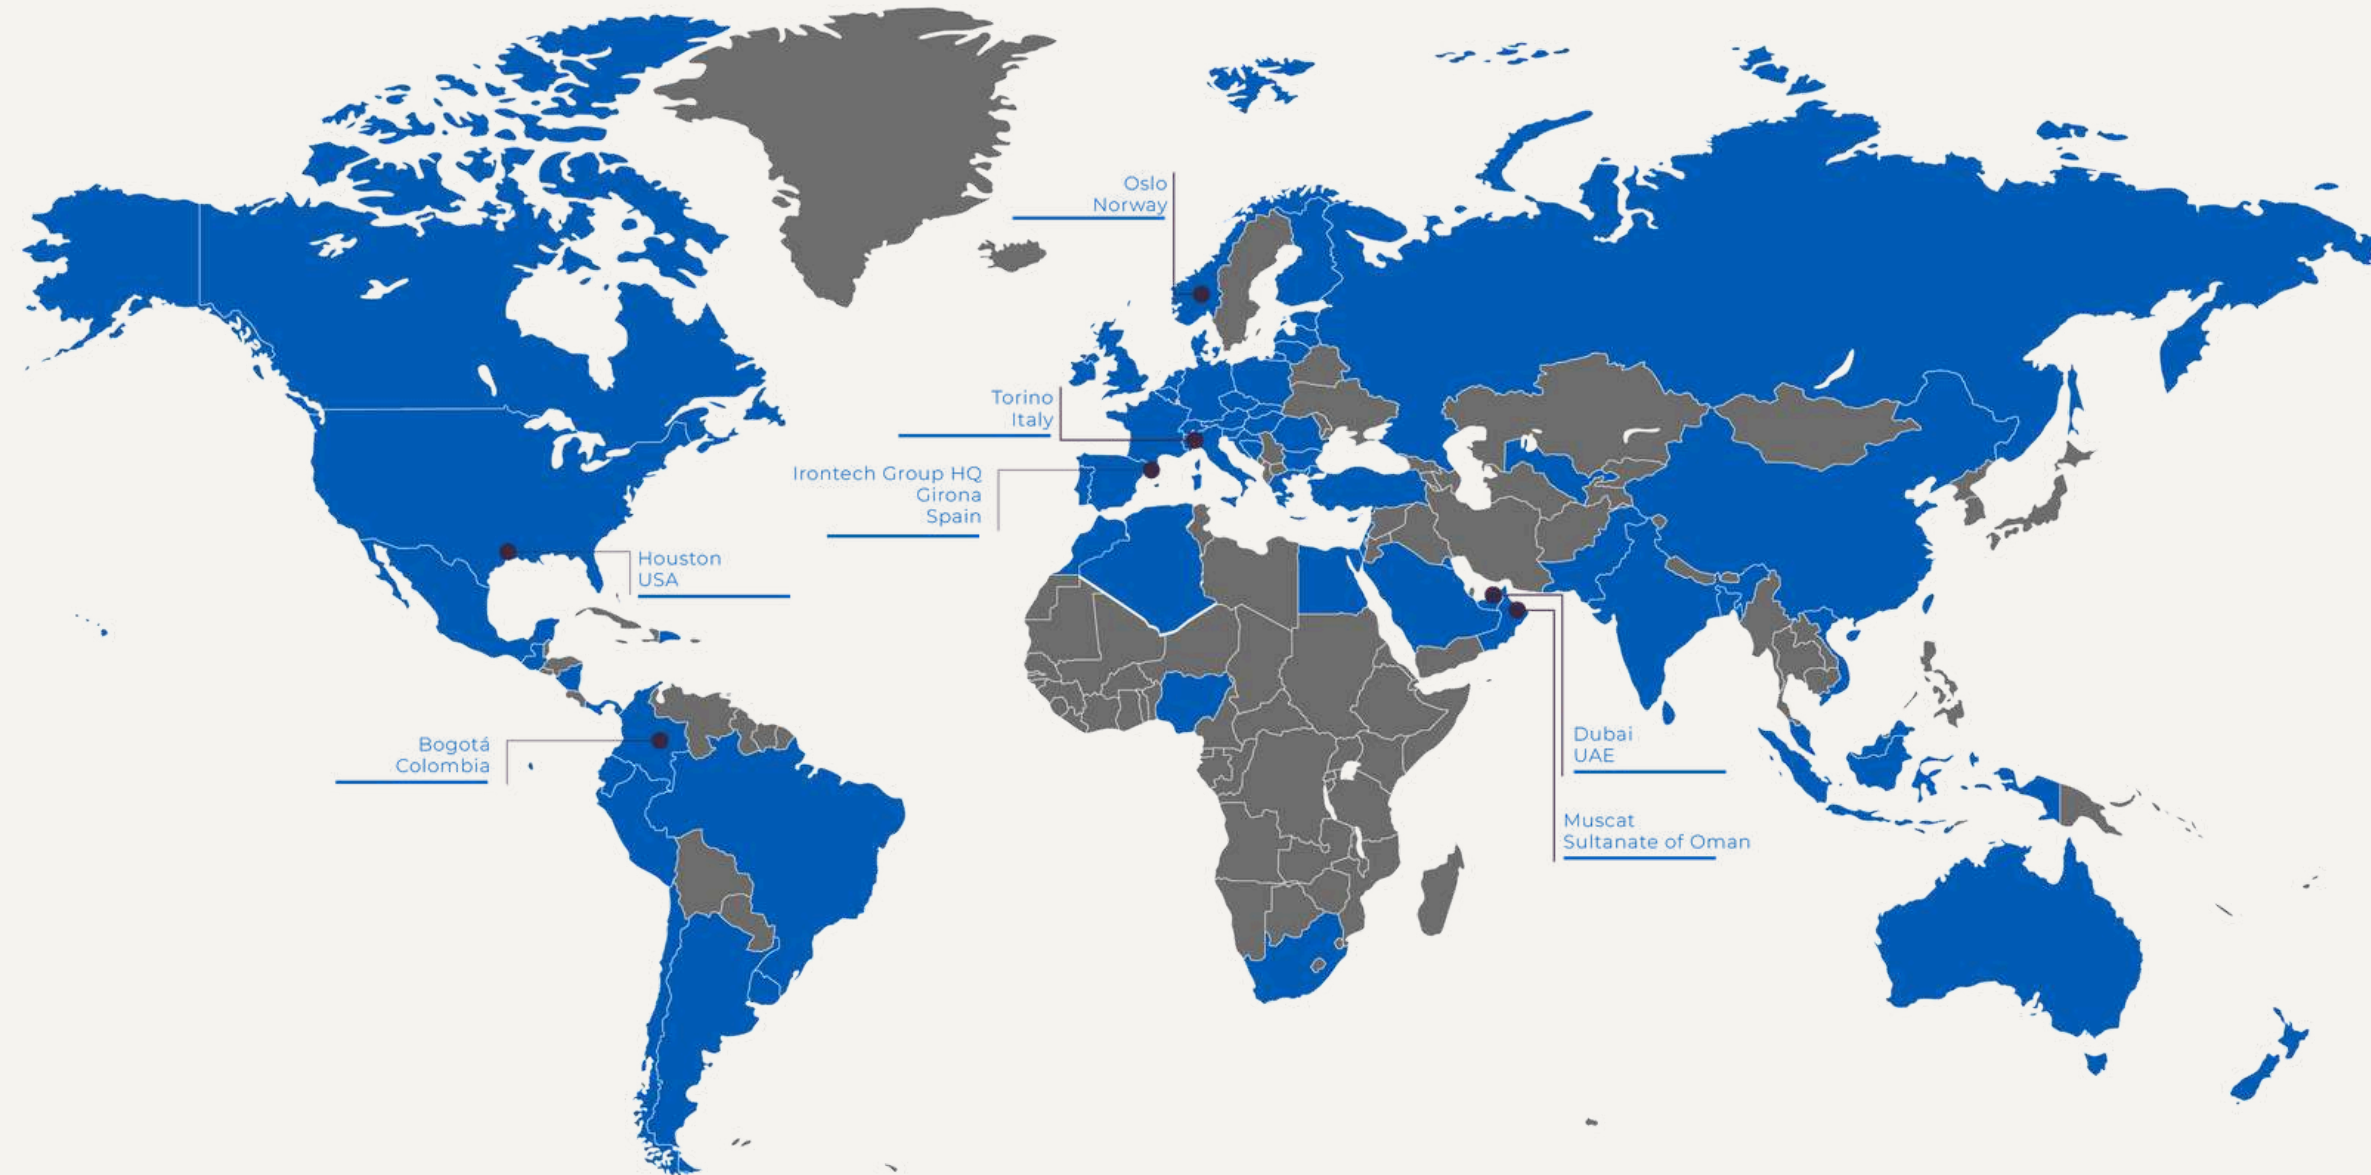 Oslo
Norway
Torino
Italy
Irontech Group HQ
Girona
Spain
Houston
USA
Bogotá
Colombia
Dubai
UAE
Muscat
Sultanate of Oman